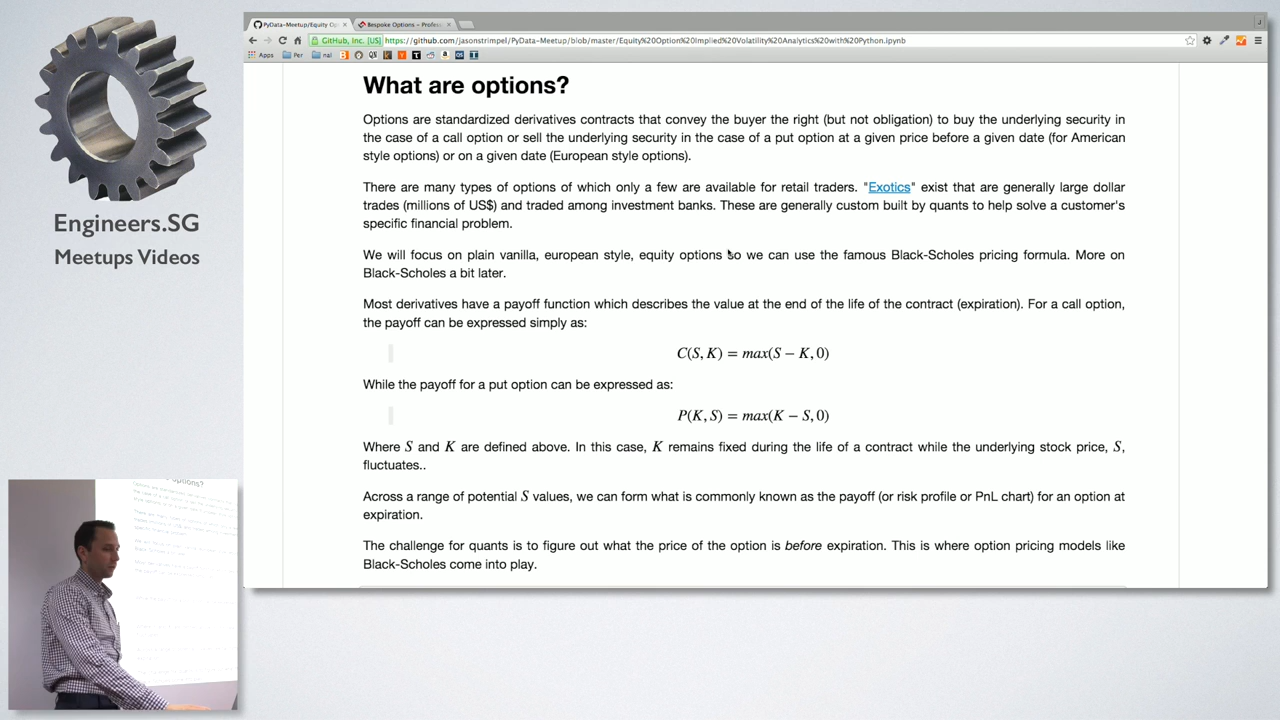 PyData-Meetup/Equity Op
Bespoke Options – Profess
GitHub, Inc. [US]
https://github.com/jasonstrimpel/PyData-Meetup/blob/master/Equity%20Option%20Implied%20Volatility%20Analytics%20with%20Python.ipynb
Apps
Per
nal
What are options?
Options are standardized derivatives contracts that convey the buyer the right (but not obligation) to buy the underlying security in
the case of a call option or sell the underlying security in the case of a put option at a given price before a given date (for American
style options) or on a given date (European style options).
There are many types of options of which only a few are available for retail traders. "Exotics" exist that are generally large dollar
trades (millions of US$) and traded among investment banks. These are generally custom built by quants to help solve a customer's
specific financial problem.
We will focus on plain vanilla, european style, equity options so we can use the famous Black-Scholes pricing formula. More on
Black-Scholes a bit later.
Most derivatives have a payoff function which describes the value at the end of the life of the contract (expiration). For a call option,
the payoff can be expressed simply as:
C(S, K) = max(S − K, 0)
While the payoff for a put option can be expressed as:
P(K, S) = max(K − S, 0)
Where S and K are defined above. In this case, K remains fixed during the life of a contract while the underlying stock price, S,
fluctuates..
Across a range of potential S values, we can form what is commonly known as the payoff (or risk profile or PnL chart) for an option at
expiration.
The challenge for quants is to figure out what the price of the option is before expiration. This is where option pricing models like
Black-Scholes come into play.
Engineers.SG
Meetups Videos